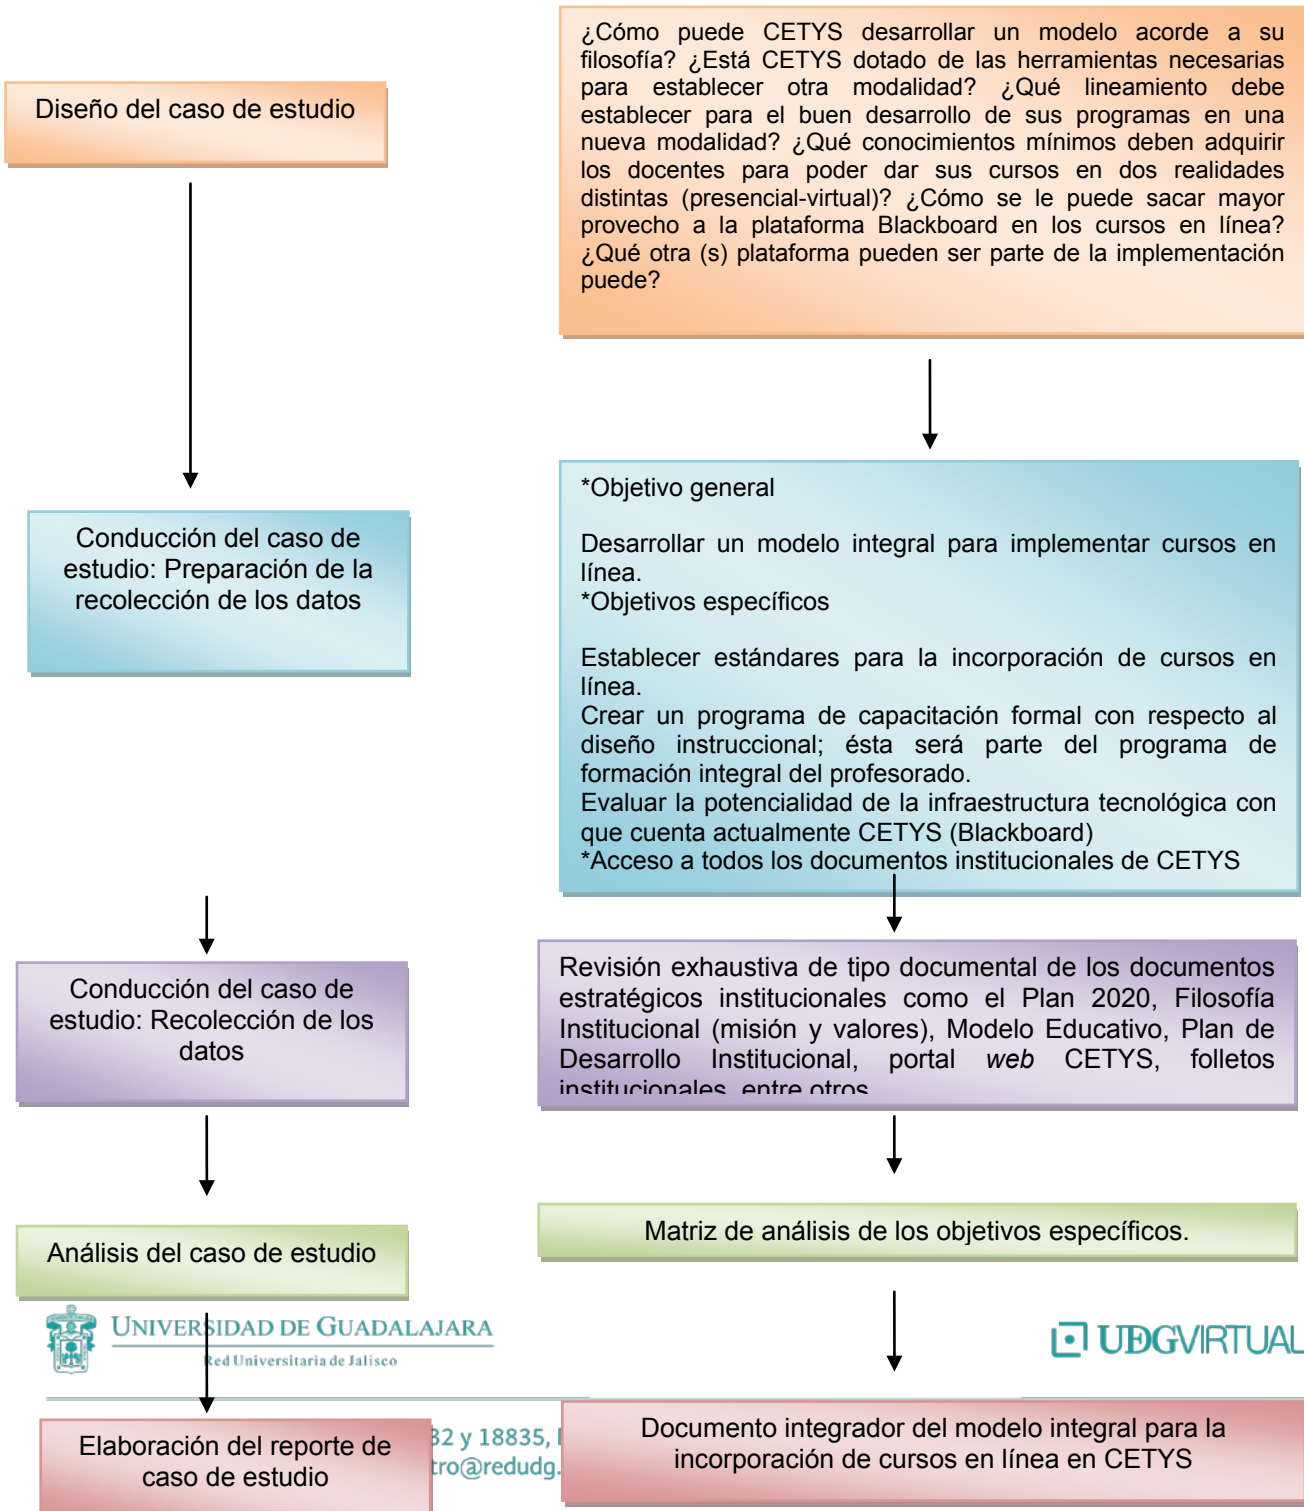 Diseño del caso de estudio
¿Cómo puede CETYS desarrollar un modelo acorde a su
filosofía? ¿Está CETYS dotado de las herramientas necesarias
para establecer otra modalidad? ¿Qué lineamiento debe
establecer para el buen desarrollo de sus programas en una
nueva modalidad? ¿Qué conocimientos mínimos deben adquirir
los docentes para poder dar sus cursos en dos realidades
distintas (presencial-virtual)? ¿Cómo se le puede sacar mayor
provecho a la plataforma Blackboard en los cursos en línea?
¿Qué otra (s) plataforma pueden ser parte de la implementación
puede?
Conducción del caso de
estudio: Preparación de la
recolección de los datos
*Objetivo general
Desarrollar un modelo integral para implementar cursos en
línea.
*Objetivos específicos
Establecer estándares para la incorporación de cursos en
línea.
Crear un programa de capacitación formal con respecto al
diseño instruccional; ésta será parte del programa de
formación integral del profesorado.
Evaluar la potencialidad de la infraestructura tecnológica con
que cuenta actualmente CETYS (Blackboard)
*Acceso a todos los documentos institucionales de CETYS
Conducción del caso de
estudio: Recolección de los
datos
Revisión exhaustiva de tipo documental de los documentos
estratégicos institucionales como el Plan 2020, Filosofía
Institucional (misión y valores), Modelo Educativo, Plan de
Desarrollo Institucional, portal web CETYS, folletos
institucionales, entre otros
Análisis del caso de estudio
Matriz de análisis de los objetivos específicos.
UNIVERSIDAD DE GUADALAJARA
Red Universitaria de Jalisco
UDGVIRTUAL
Elaboración del reporte de
caso de estudio
32 y 18835,
tro@redudg.
Documento integrador del modelo integral para la
incorporación de cursos en línea en CETYS